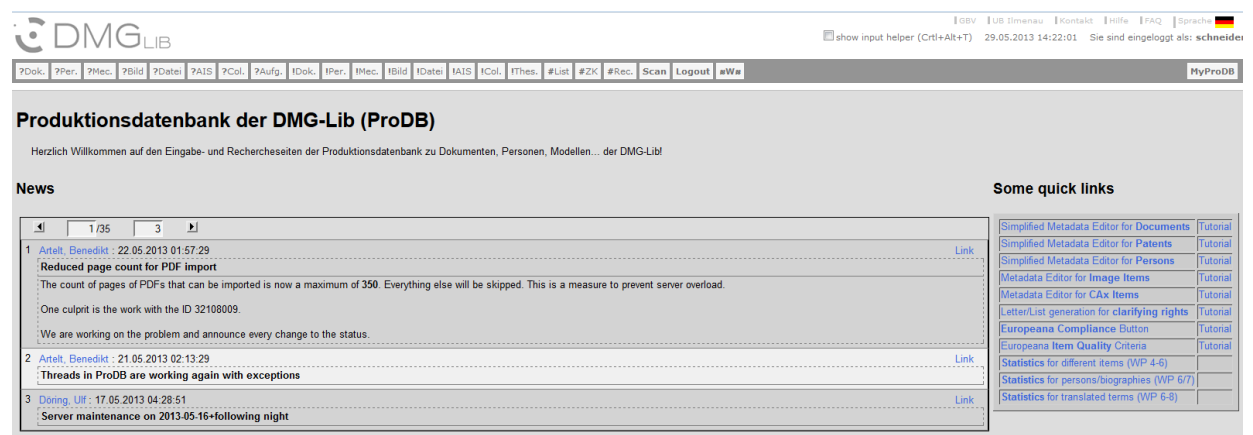 DMGLIB
GBV UB Ilmenau Kontakt Hilfe FAQ Sprache
show input helper (Crtl+Alt+T) 29.05.2013 14:22:01 Sie sind eingeloggt als: schneider
?Dok. ?Per. ?Mec. ?Bild ?Datei ?AIS ?Col. ?Aufg. !Dok. !Per. !Mec. !Bild !Datei !AIS !Col. !Thes. #List #ZK #Rec. Scan Logout «W» MyProDB
Produktionsdatenbank der DMG-Lib (ProDB)
Herzlich Willkommen auf den Eingabe- und Rechercheseiten der Produktionsdatenbank zu Dokumenten, Personen, Modellen... der DMG-Lib!
News
1 /35 3
1 Artelt, Benedikt : 22.05.2013 01:57:29 Link
Reduced page count for PDF import
The count of pages of PDFs that can be imported is now a maximum of 350. Everything else will be skipped. This is a measure to prevent server overload.
One culprit is the work with the ID 32108009.
We are working on the problem and announce every change to the status.
2 Artelt, Benedikt : 21.05.2013 02:13:29 Link
Threads in ProDB are working again with exceptions
3 Döring, Ulf : 17.05.2013 04:28:51 Link
Server maintenance on 2013-05-16+following night
Some quick links
Simplified Metadata Editor for Documents Tutorial
Simplified Metadata Editor for Patents Tutorial
Simplified Metadata Editor for Persons Tutorial
Metadata Editor for Image Items Tutorial
Metadata Editor for CAx Items Tutorial
Letter/List generation for clarifying rights Tutorial
Europeana Compliance Button Tutorial
Europeana Item Quality Criteria Tutorial
Statistics for different items (WP 4-6)
Statistics for persons/biographies (WP 6/7)
Statistics for translated terms (WP 6-8)